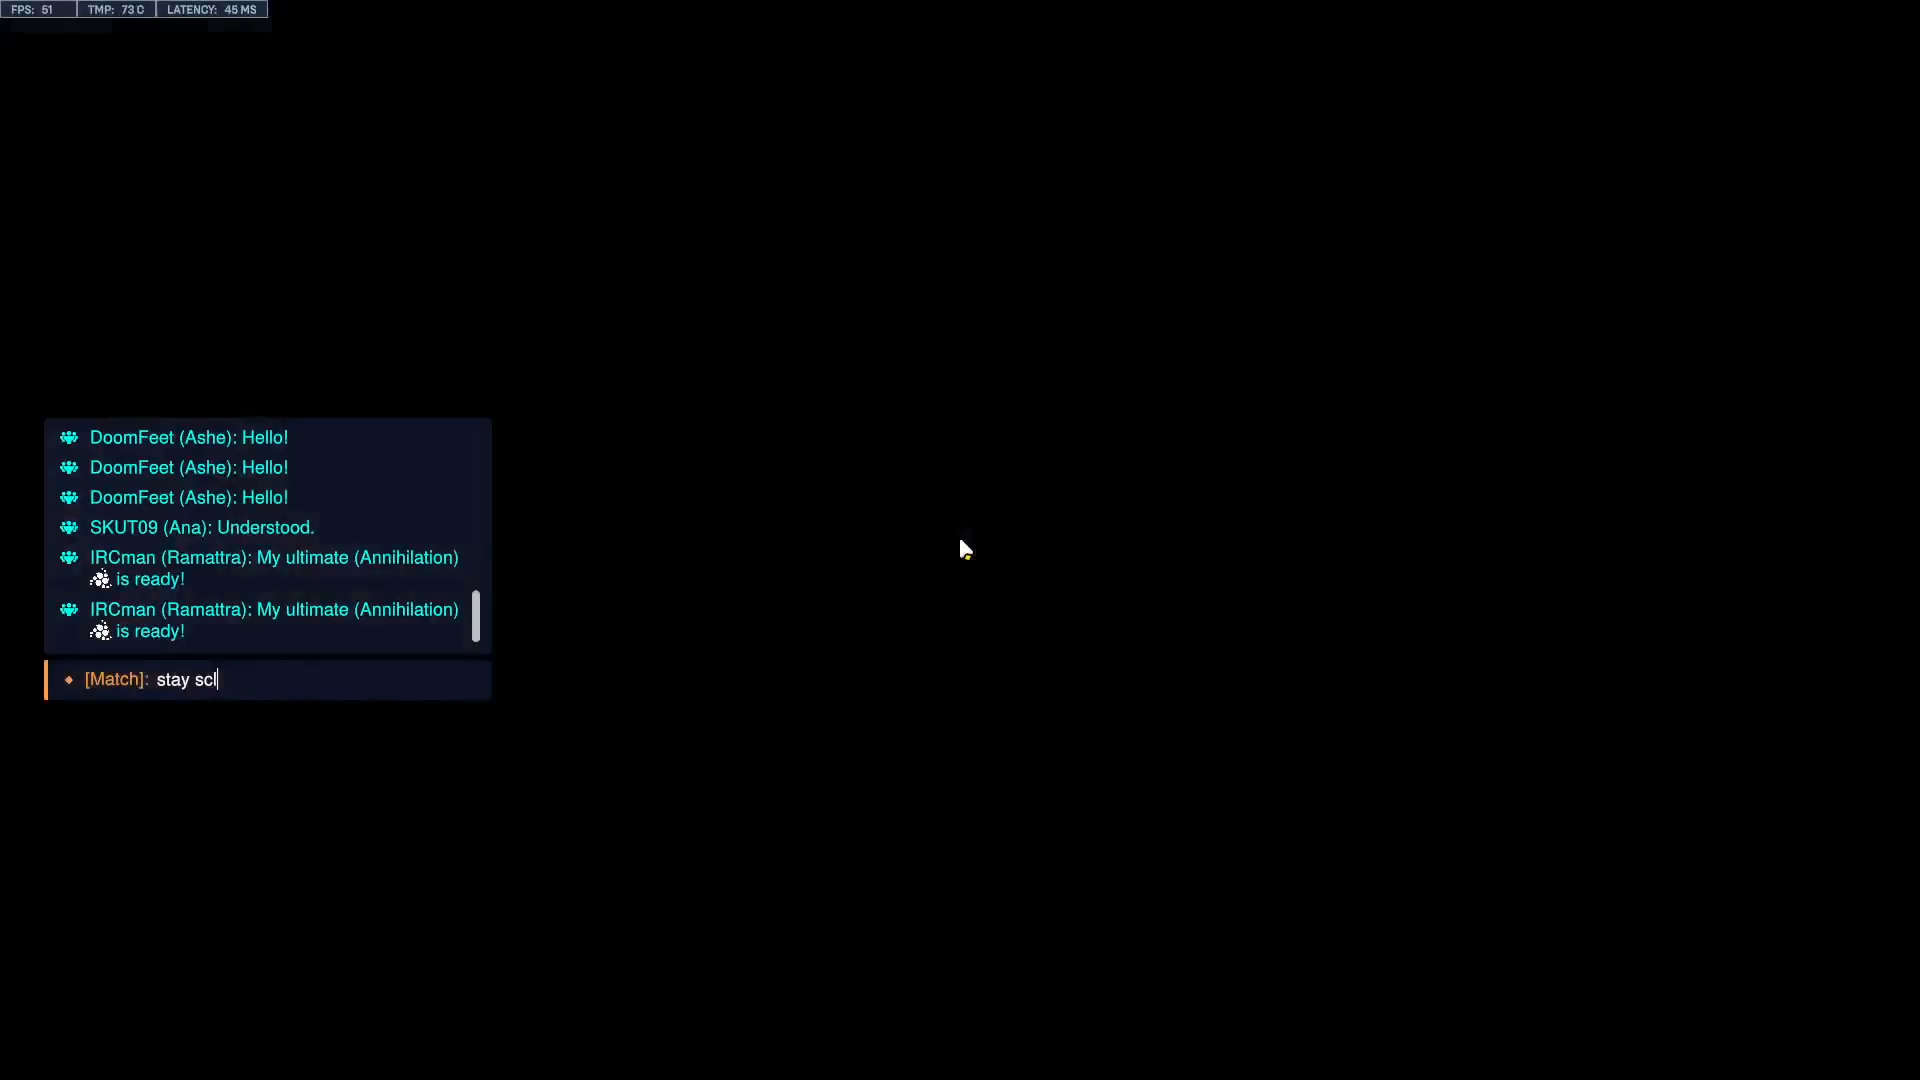 FPS: 51 TMP: 73 C LATENCY: 45 MS
DoomFeet (Ashe): Hello!
DoomFeet (Ashe): Hello!
DoomFeet (Ashe): Hello!
SKUT09 (Ana): Understood.
IRCman (Ramattra): My ultimate (Annihilation)
is ready!
IRCman (Ramattra): My ultimate (Annihilation)
is ready!
[Match]: stay scl